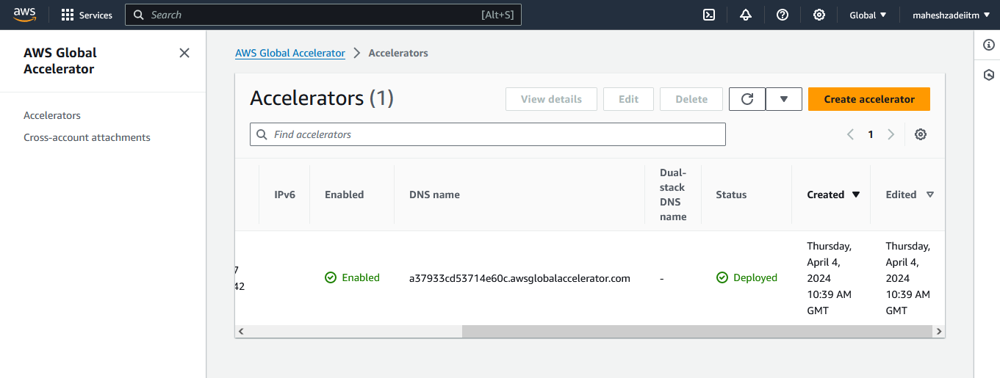 aws
Services
Search
[Alt+S]
Global
maheshzadeiitm
AWS Global
Accelerator
Accelerators
Cross-account attachments
AWS Global Accelerator
Accelerators
Accelerators (1)
View details
Edit
Delete
Create accelerator
Find accelerators
1
IPv6
Enabled
DNS name
Dual-
stack
DNS
name
Status
Created
Edited
7
42
Enabled
a37933cd53714e60c.awsglobalaccelerator.com
-
Deployed
Thursday,
April 4,
2024
10:39 AM
GMT
Thursday,
April 4,
2024
10:39 AM
GMT